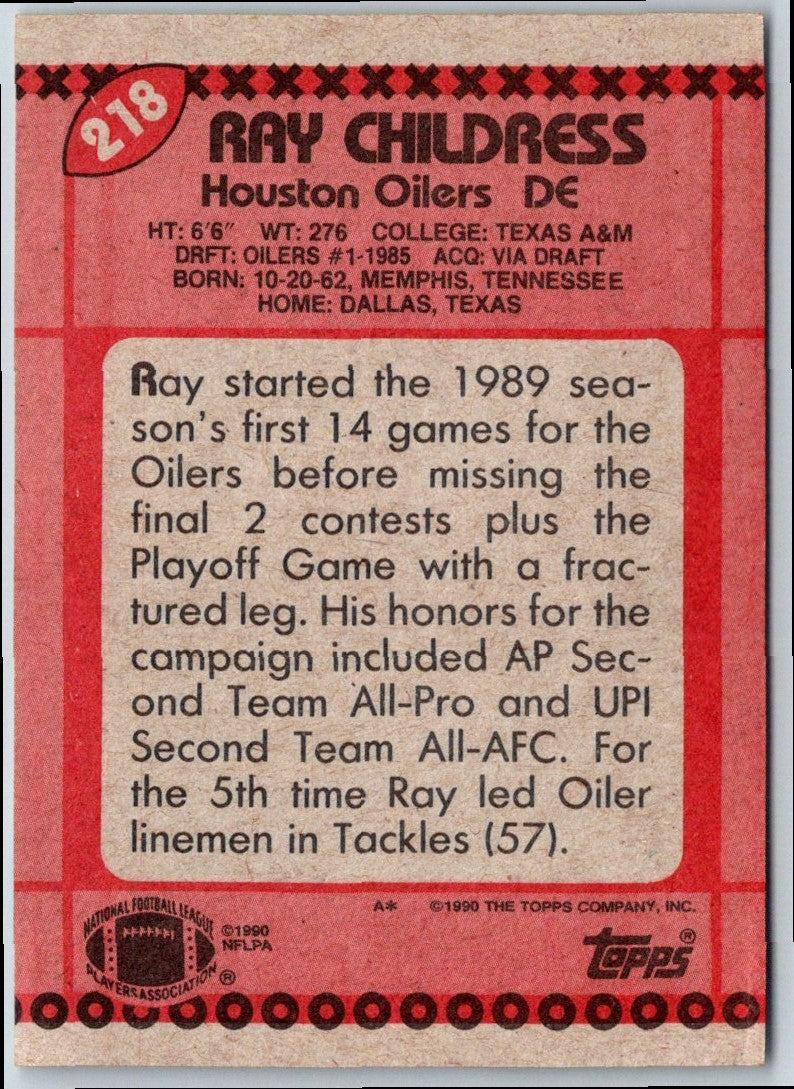 218
RAY CHILDRESS
Houston Oilers DE
HT: 6'6" WT: 276 COLLEGE: TEXAS A&M
DRFT: OILERS #1-1985 ACQ: VIA DRAFT
BORN: 10-20-62, MEMPHIS, TENNESSEE
HOME: DALLAS, TEXAS
Ray started the 1989 sea-
son's first 14 games for the
Oilers before missing the
final 2 contests plus the
Playoff Game with a frac-
tured leg. His honors for the
campaign included AP Sec-
ond Team All-Pro and UPI
Second Team All-AFC. For
the 5th time Ray led Oiler
linemen in Tackles (57).
A* ©1990 THE TOPPS COMPANY, INC.
NATIONAL FOOTBALL LEAGUE
PLAYERS ASSOCIATION ®
©1990
NFLPA
Topps®